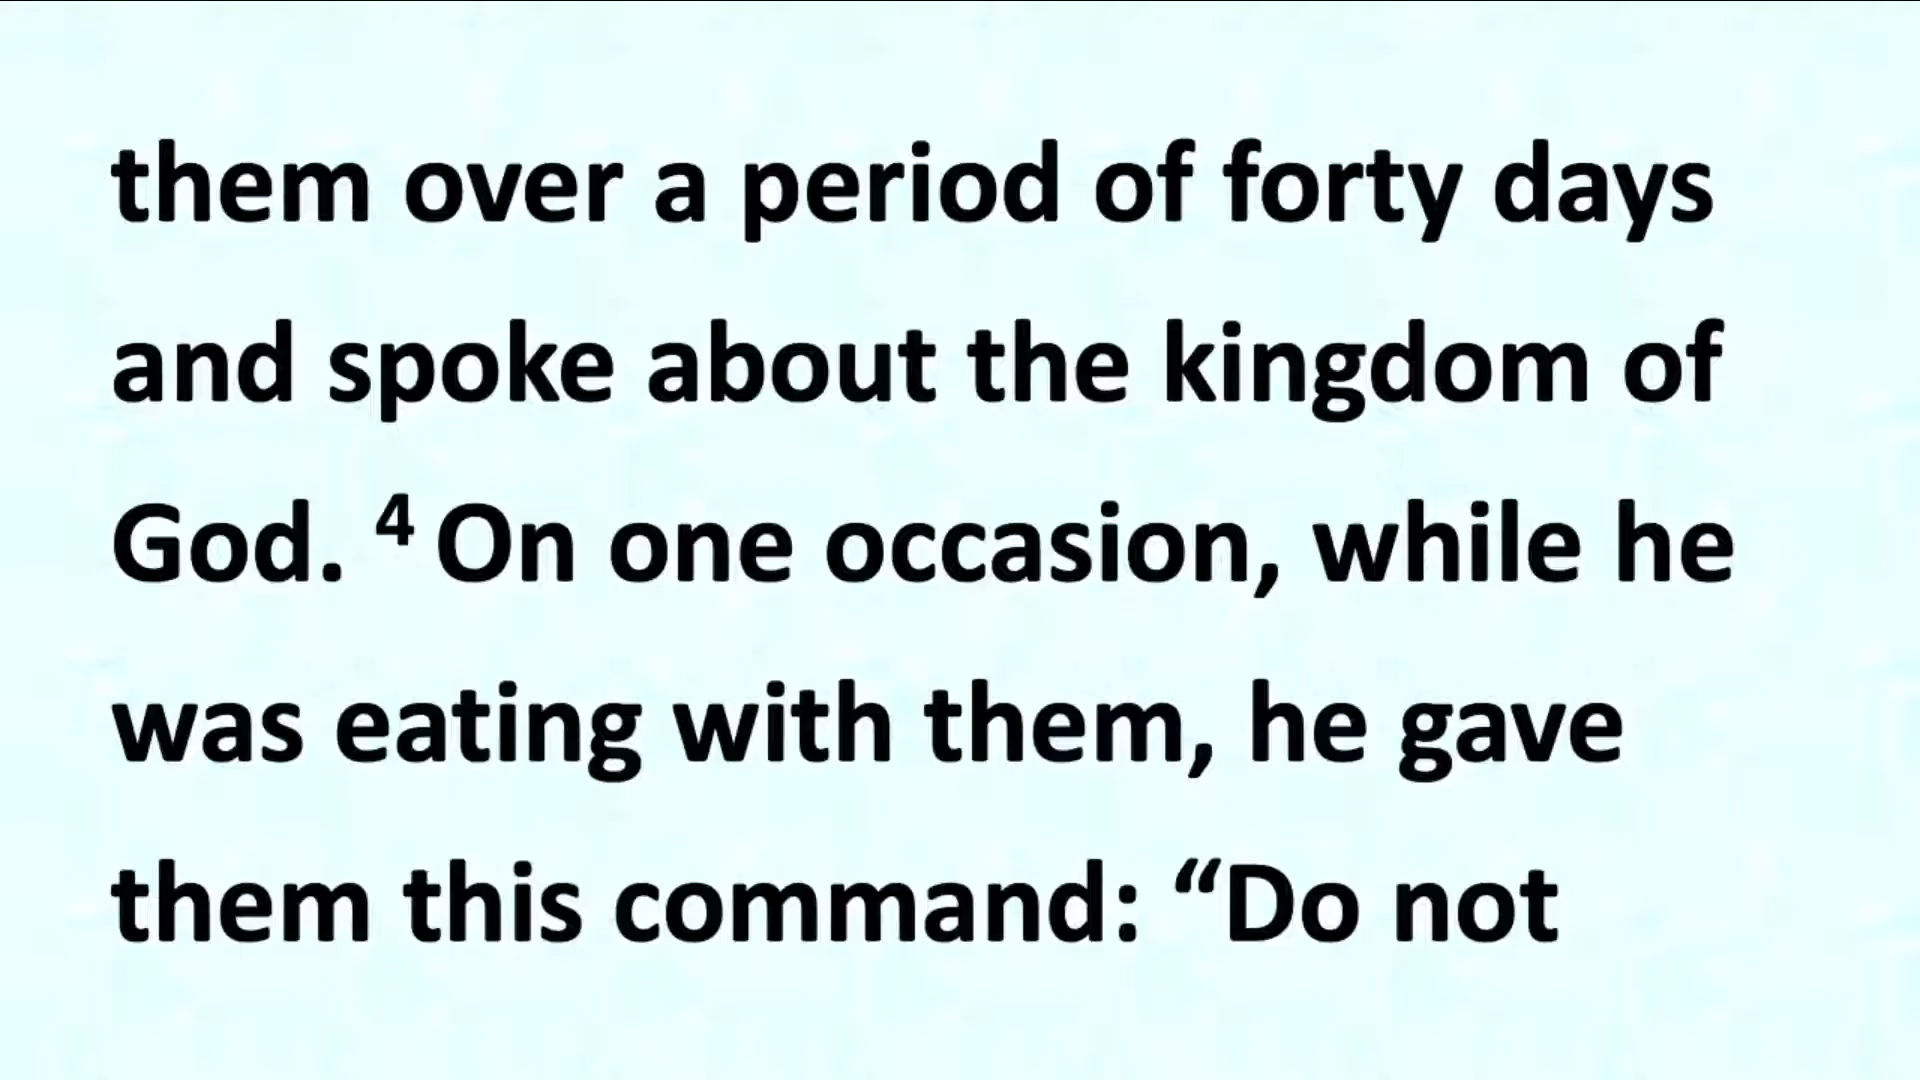 them over a period of forty days
and spoke about the kingdom of
God. ⁴ On one occasion, while he
was eating with them, he gave
them this command: “Do not